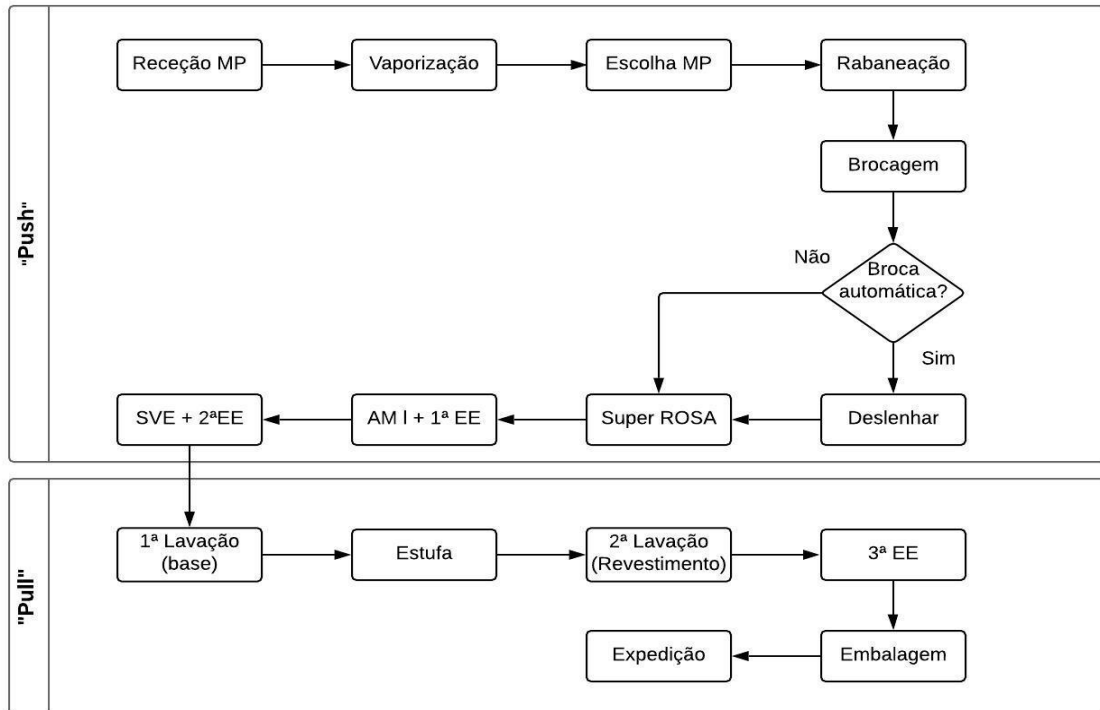 "Push"
Receção MP
Vaporização
Escolha MP
Rabaneação
Brocagem
Não
Broca
automática?
Sim
SVE + 2ªEE
AM l + 1ª EE
Super ROSA
Deslenhar
"Pull"
1ª Lavação
(base)
Estufa
2ª Lavação
(Revestimento)
3ª EE
Expedição
Embalagem